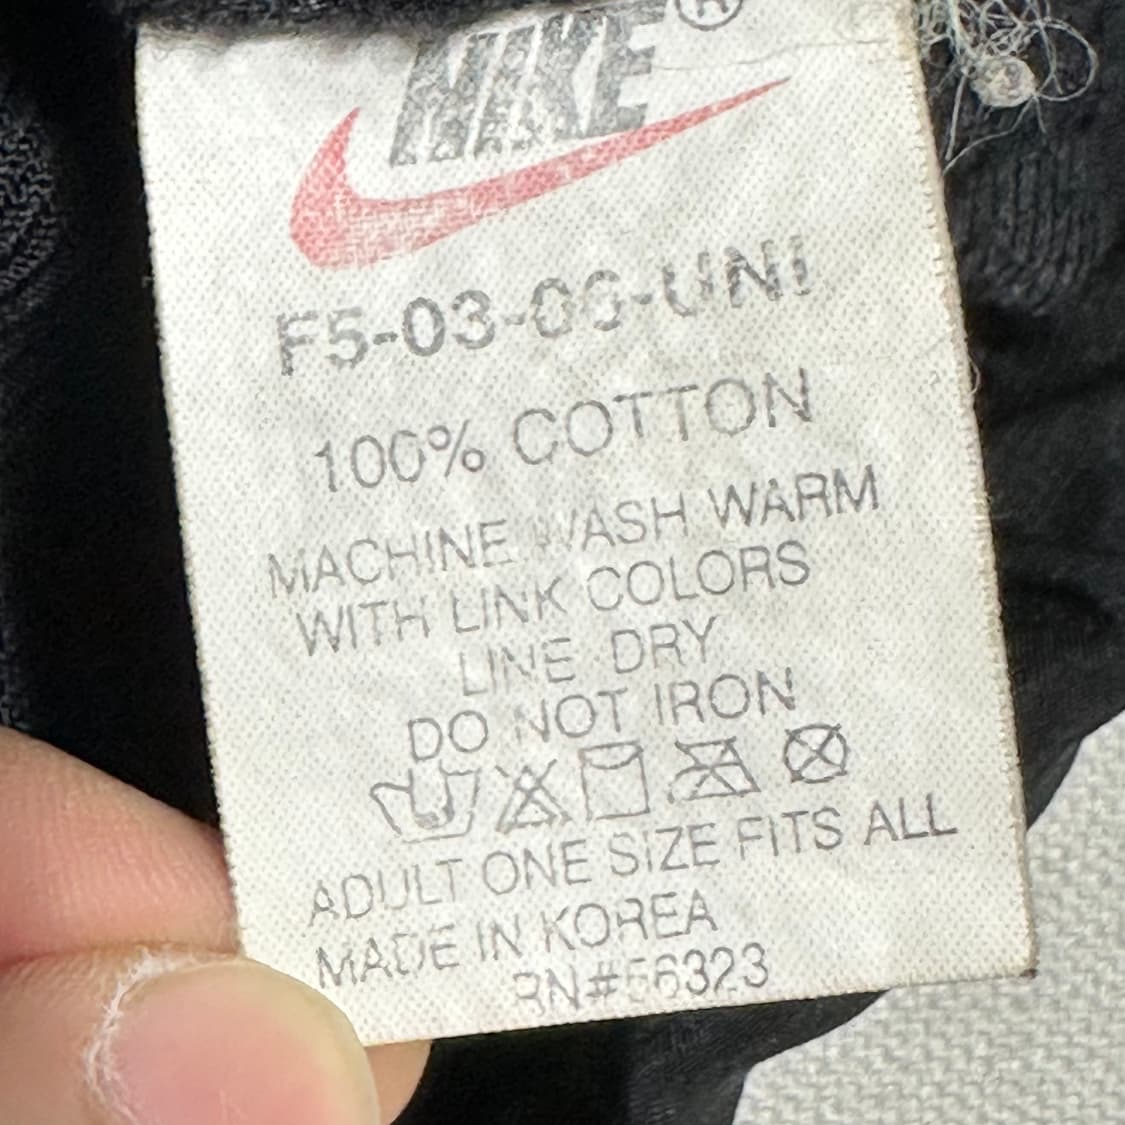 NIKE®
F5-03-06-UNI
100% COTTON
MACHINE WASH WARM
WITH LINK COLORS
LINE DRY
DO NOT IRON
ADULT ONE SIZE FITS ALL
MADE IN KOREA
RN#56323